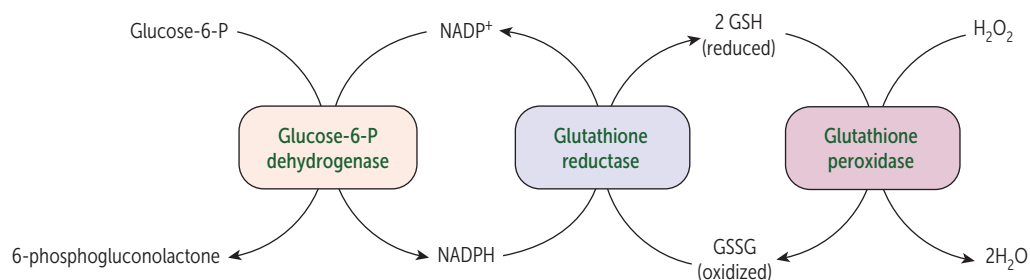 Glucose-6-P
NADP⁺
2 GSH
(reduced)
H₂O₂
Glucose-6-P
dehydrogenase
Glutathione
reductase
Glutathione
peroxidase
6-phosphogluconolactone
NADPH
GSSG
(oxidized)
2H₂O